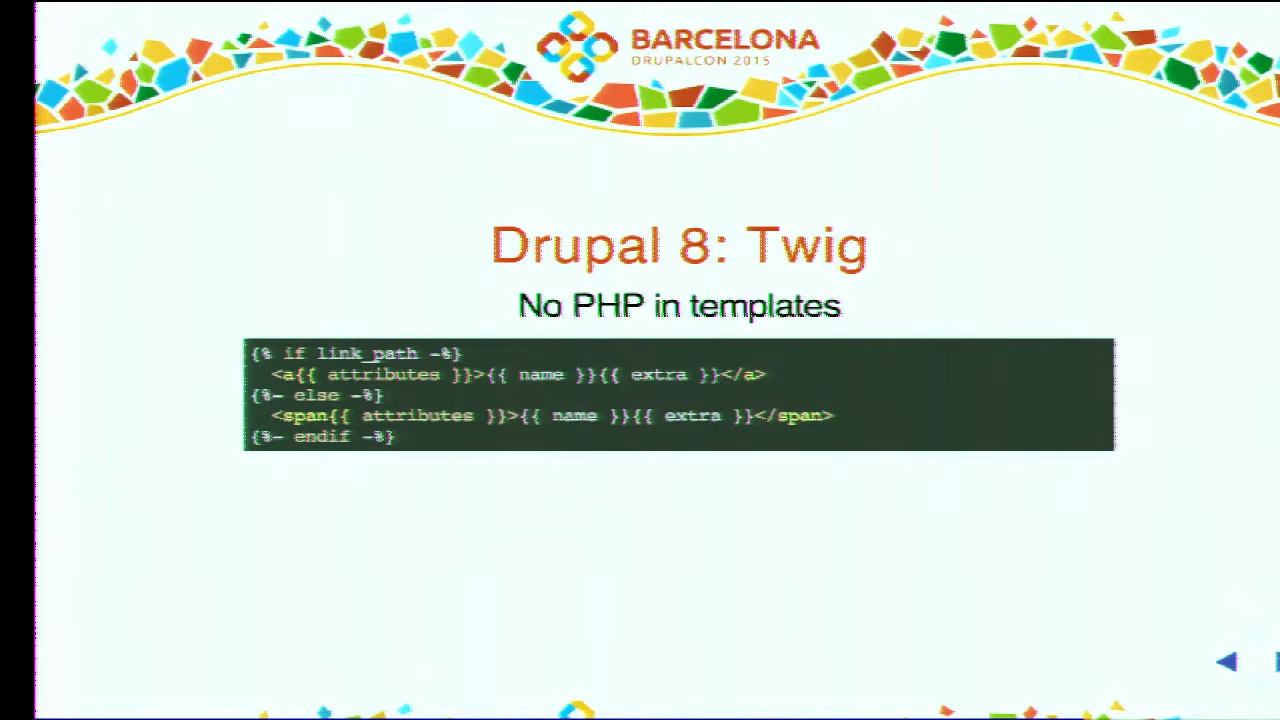 BARCELONA
DRUPALCON 2015
Drupal 8: Twig
No PHP in templates
{% if link_path -%}
  <a{{ attributes }}>{{ name }}{{ extra }}</a>
{%- else -%}
  <span{{ attributes }}>{{ name }}{{ extra }}</span>
{%- endif -%}